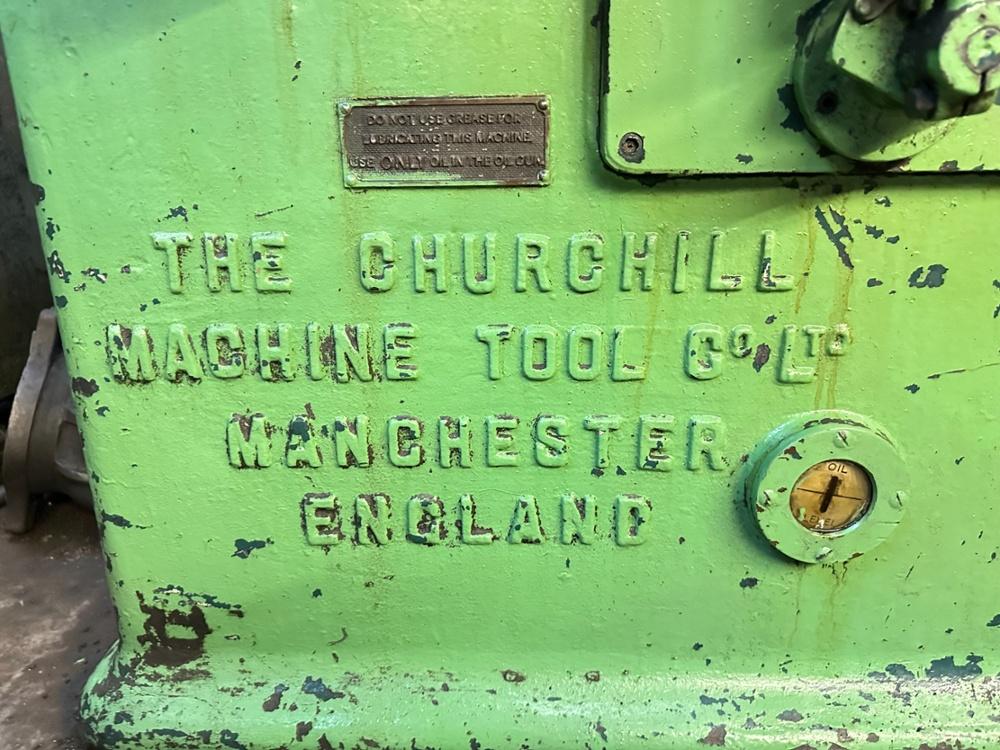 DO NOT USE GREASE FOR
LUBRICATING THIS MACHINE
USE ONLY OIL IN THE OIL GUN.
THE CHURCHILL
MACHINE TOOL Co LTD
MANCHESTER
ENGLAND
OIL
LEVEL